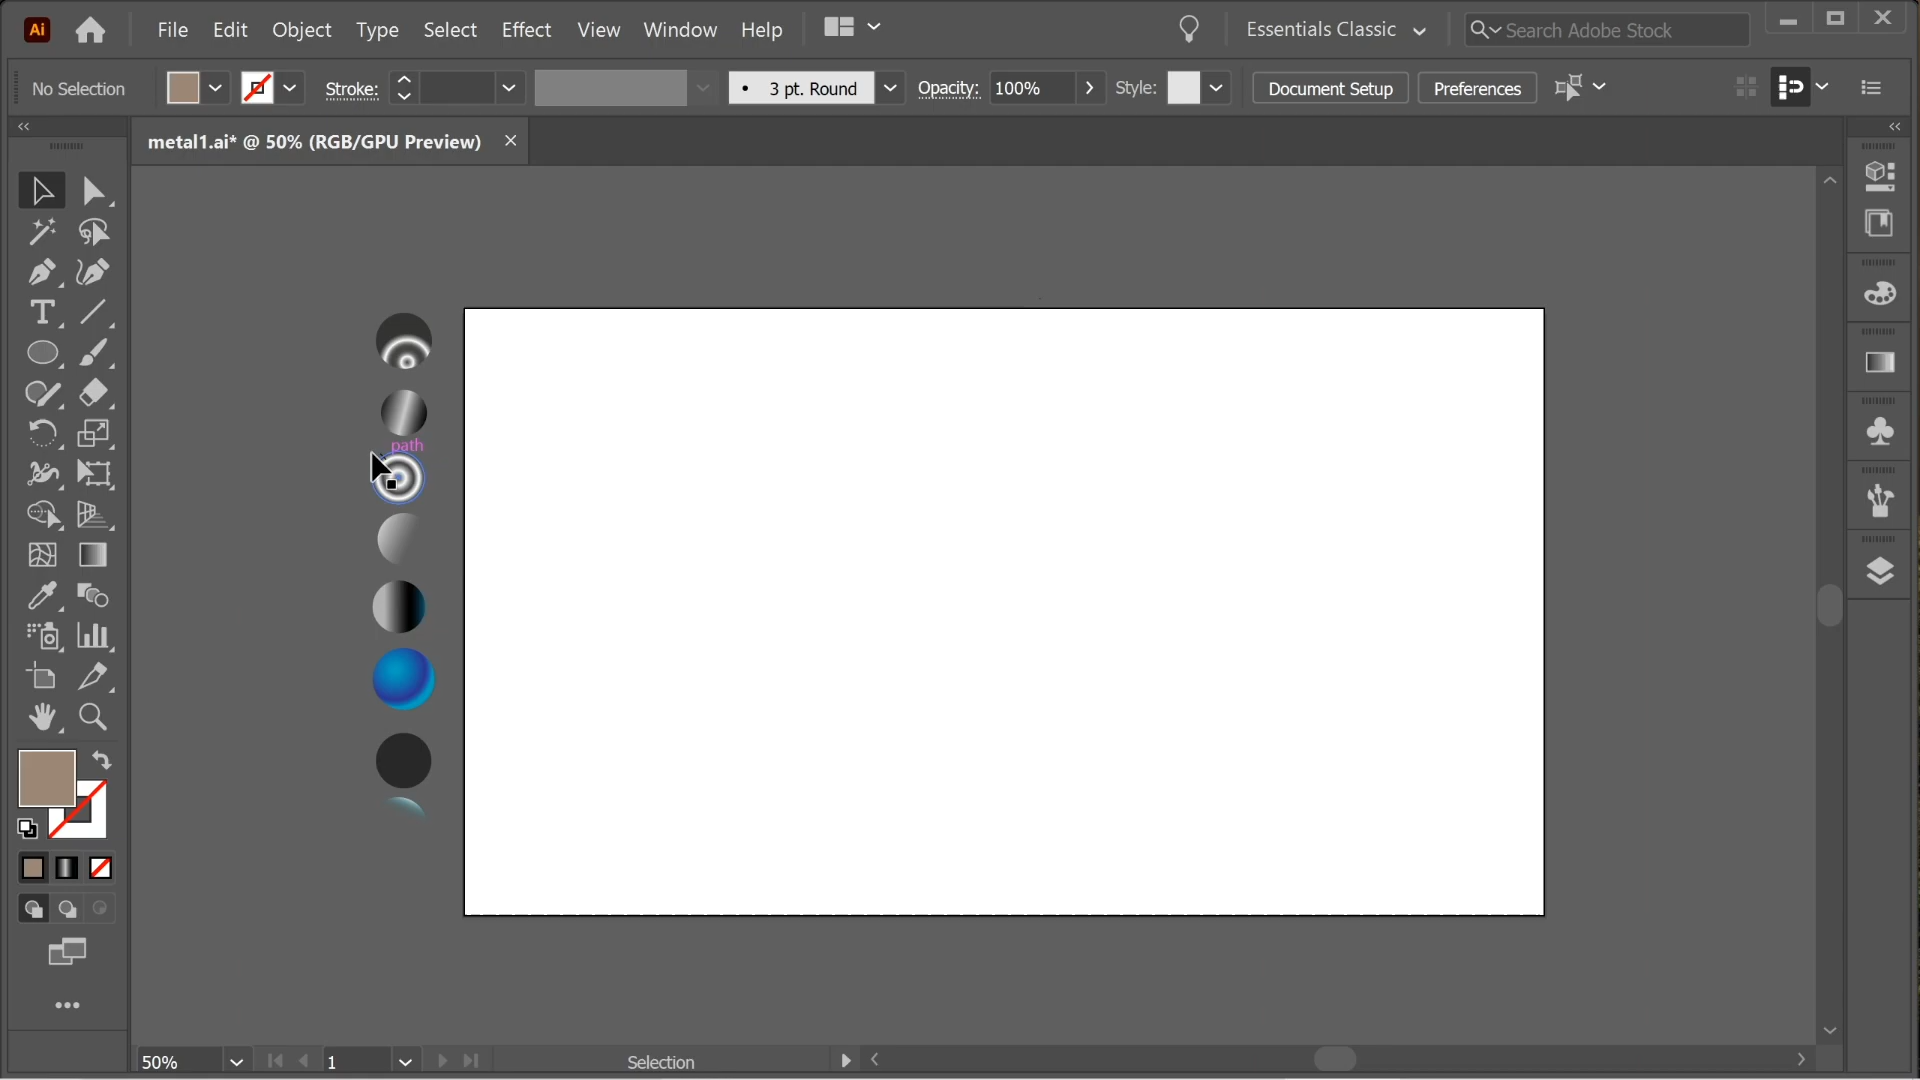 Ai File Edit Object Type Select Effect View Window Help Essentials Classic Search Adobe Stock
No Selection Stroke: 3 pt. Round Opacity: 100% Style: Document Setup Preferences
metal1.ai* @ 50% (RGB/GPU Preview)
path
50% 1 Selection